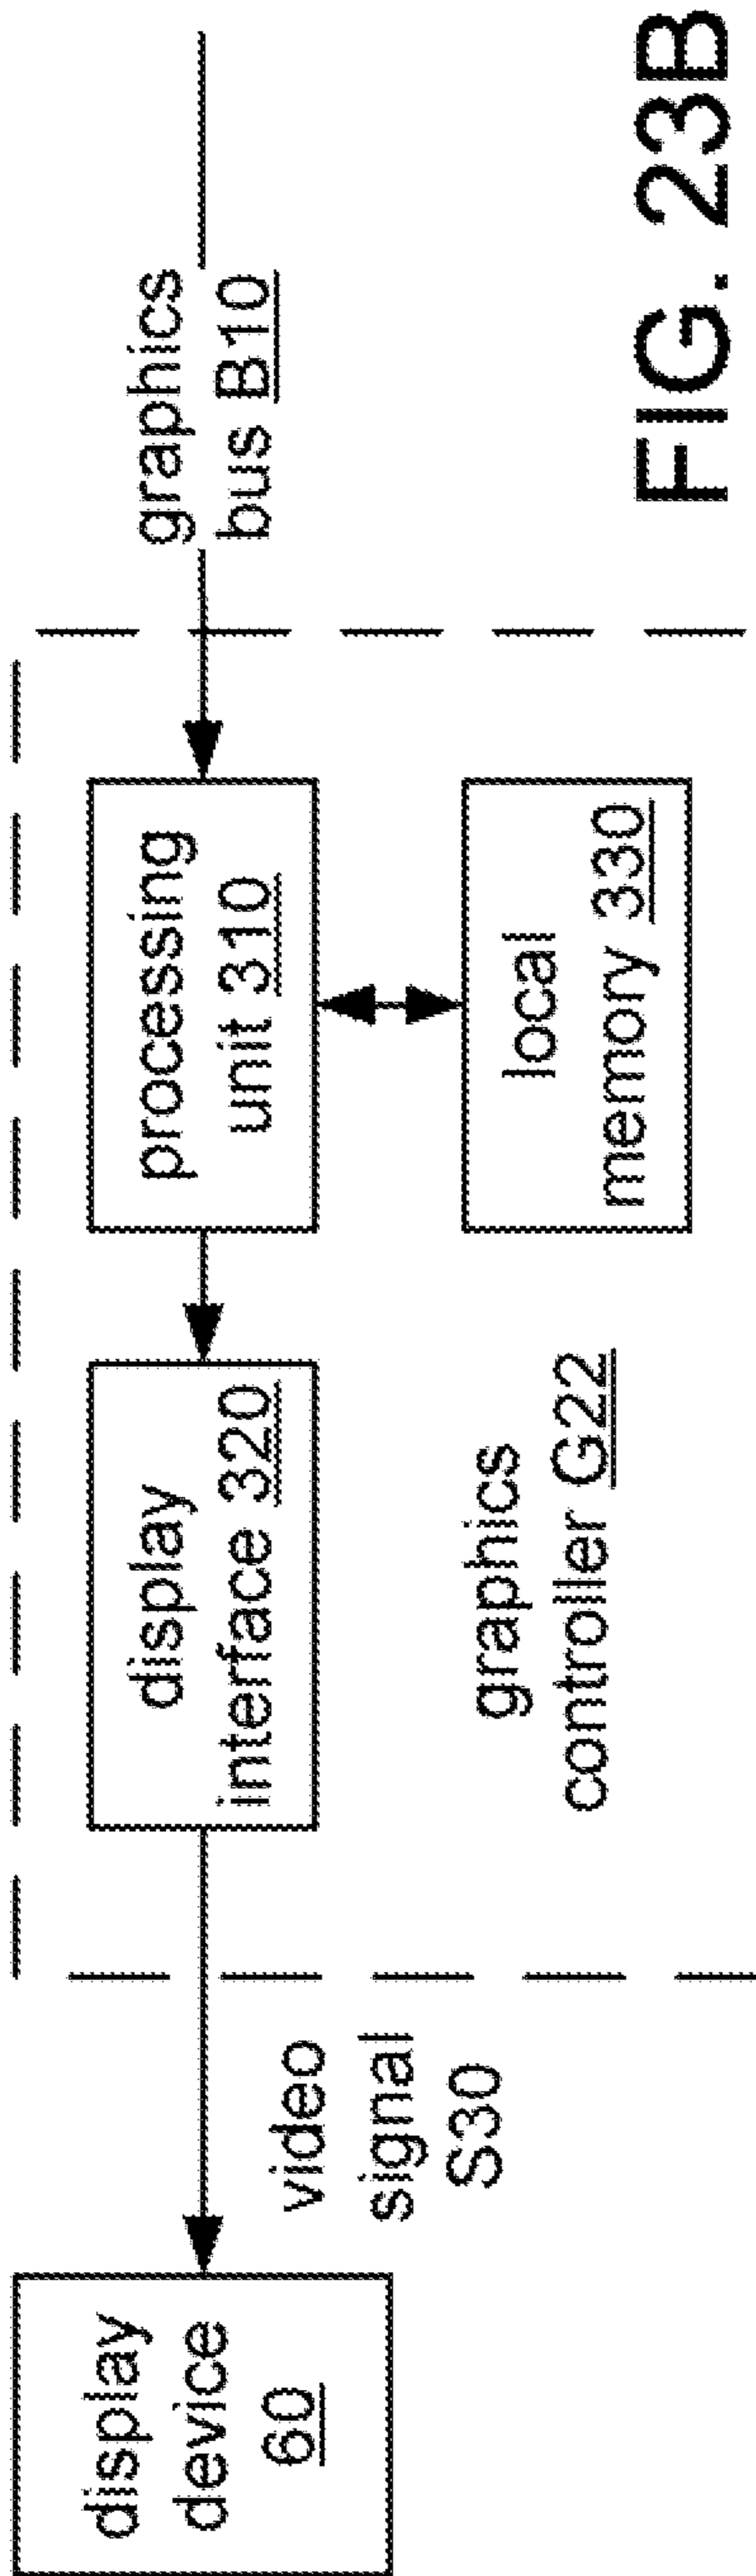 display
device
60
video
signal
S30
display
interface 320
processing
unit 310
graphics
bus B10
local
memory 330
graphics
controller G22
FIG. 23B